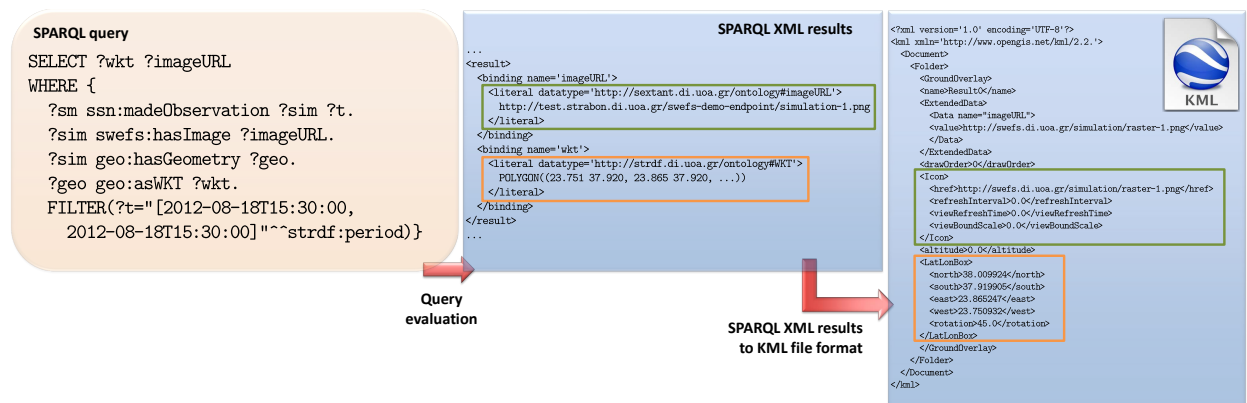 SPARQL query
SELECT ?wkt ?imageURL
WHERE {
?sm ssn:madeObservation ?sim ?t.
?sim swefs:hasImage ?imageURL.
?sim geo:hasGeometry ?geo.
?geo geo:asWKT ?wkt.
FILTER(?t="[2012-08-18T15:30:00,
2012-08-18T15:30:00]"^^strdf:period)}
Query
evaluation
SPARQL XML results
...
<result>
<binding name='imageURL'>
<literal datatype='http://sextant.di.uoa.gr/ontology#imageURL'>
http://test.strabon.di.uoa.gr/swefs-demo-endpoint/simulation-1.png
</literal>
</binding>
<binding name='wkt'>
<literal datatype='http://strdf.di.uoa.gr/ontology#WKT'>
POLYGON((23.751 37.920, 23.865 37.920, ...))
</literal>
</binding>
</result>
...
SPARQL XML results
to KML file format
<?xml version='1.0' encoding='UTF-8'?>
<kml xmln='http://www.opengis.net/kml/2.2.'>
<Document>
<Folder>
<GroundOverlay>
<name>Result0</name>
<ExtendedData>
<Data name="imageURL">
<value>http://swefs.di.uoa.gr/simulation/raster-1.png</value>
</Data>
</ExtendedData>
<drawOrder>0</drawOrder>
<Icon>
<href>http://swefs.di.uoa.gr/simulation/raster-1.png</href>
<refreshInterval>0.0</refreshInterval>
<viewRefreshTime>0.0</viewRefreshTime>
<viewBoundScale>0.0</viewBoundScale>
</Icon>
<altitude>0.0</altitude>
<LatLonBox>
<north>38.009924</north>
<south>37.919905</south>
<east>23.865247</east>
<west>23.750932</west>
<rotation>45.0</rotation>
</LatLonBox>
</GroundOverlay>
</Folder>
</Document>
</kml>
KML